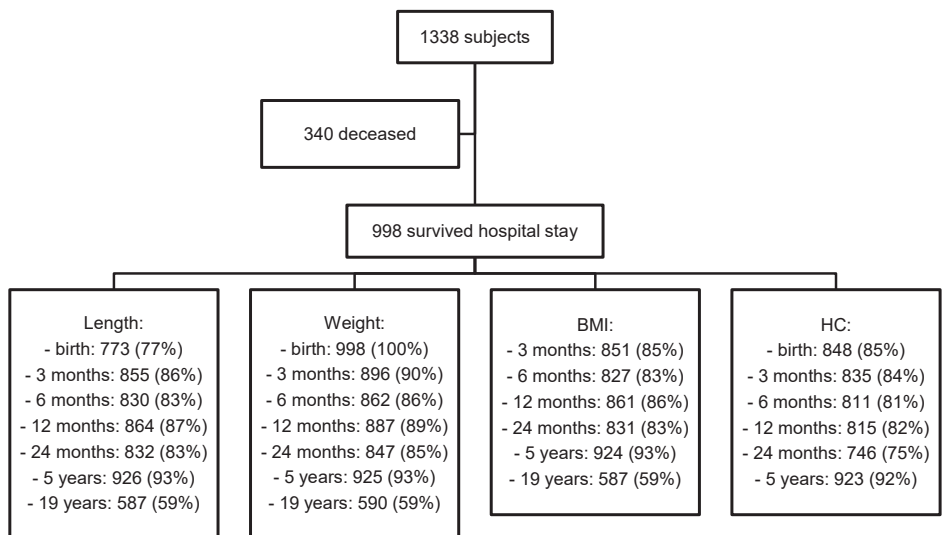 1338 subjects
340 deceased
998 survived hospital stay
Length:
- birth: 773 (77%)
- 3 months: 855 (86%)
- 6 months: 830 (83%)
- 12 months: 864 (87%)
- 24 months: 832 (83%)
- 5 years: 926 (93%)
- 19 years: 587 (59%)
Weight:
- birth: 998 (100%)
- 3 months: 896 (90%)
- 6 months: 862 (86%)
- 12 months: 887 (89%)
- 24 months: 847 (85%)
- 5 years: 925 (93%)
- 19 years: 590 (59%)
BMI:
- 3 months: 851 (85%)
- 6 months: 827 (83%)
- 12 months: 861 (86%)
- 24 months: 831 (83%)
- 5 years: 924 (93%)
- 19 years: 587 (59%)
HC:
- birth: 848 (85%)
- 3 months: 835 (84%)
- 6 months: 811 (81%)
- 12 months: 815 (82%)
- 24 months: 746 (75%)
- 5 years: 923 (92%)